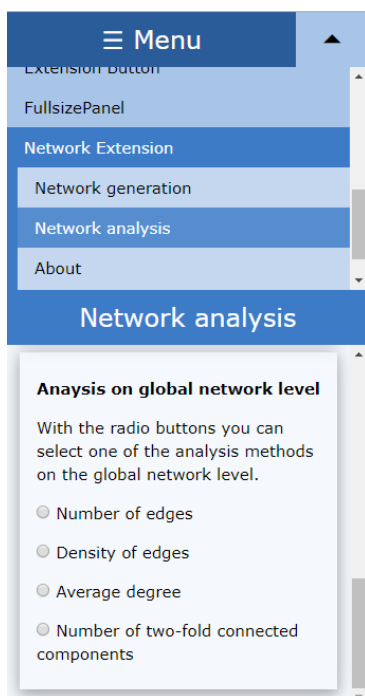 ☰ Menu
Extension Button
FullsizePanel
Network Extension
Network generation
Network analysis
About
Network analysis
Anaysis on global network level
With the radio buttons you can
select one of the analysis methods
on the global network level.
Number of edges
Density of edges
Average degree
Number of two-fold connected
components